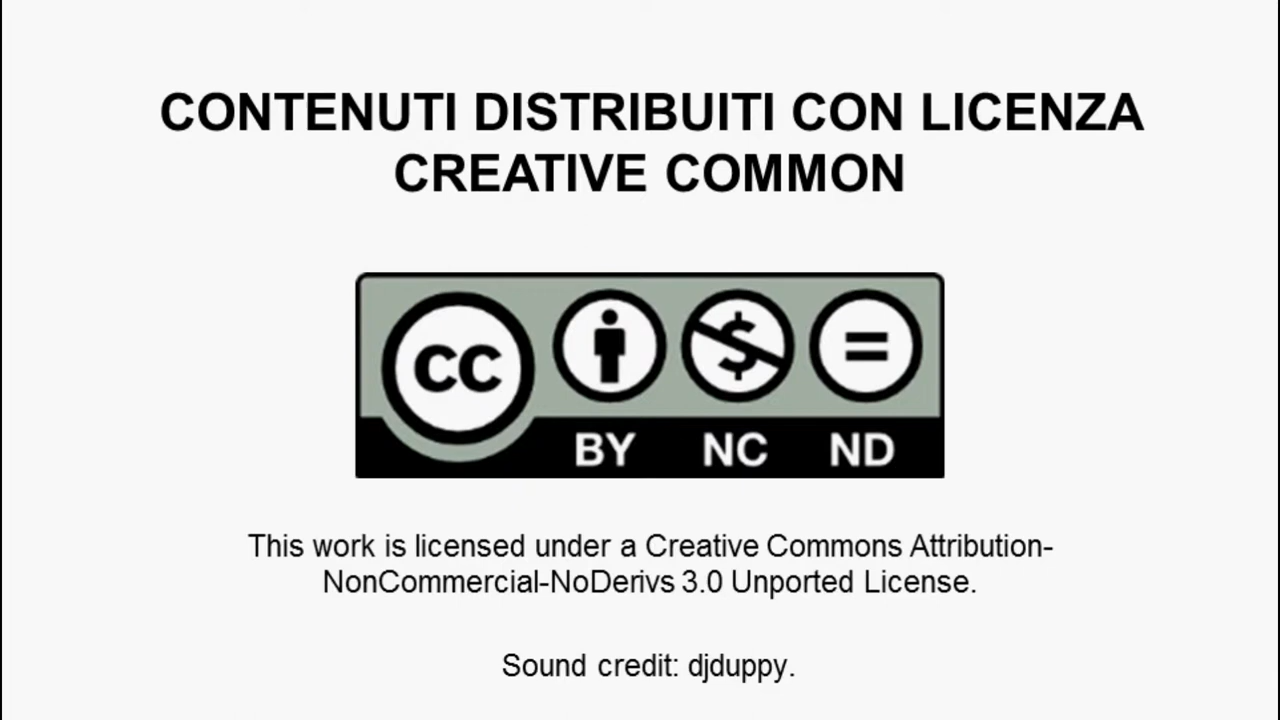 CONTENUTI DISTRIBUITI CON LICENZA
CREATIVE COMMON
CC
BY NC ND
This work is licensed under a Creative Commons Attribution-
NonCommercial-NoDerivs 3.0 Unported License.
Sound credit: djduppy.